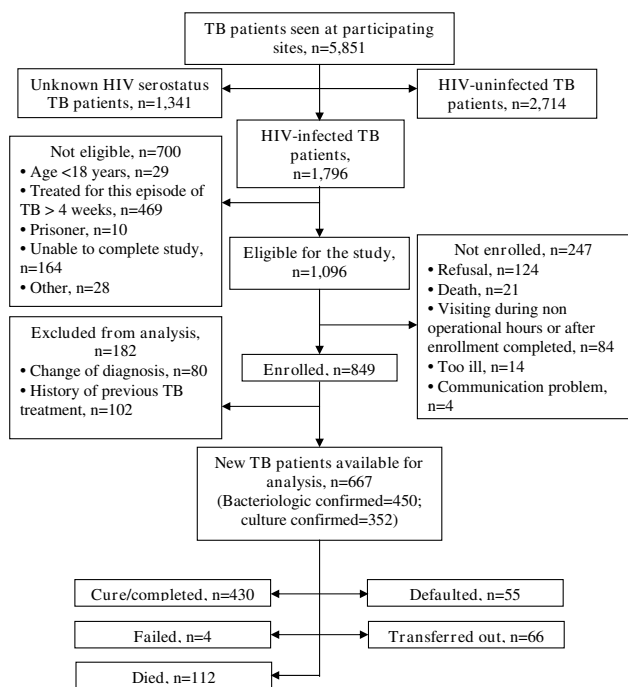 TB patients seen at participating
sites, n=5,851
Unknown HIV serostatus
TB patients, n=1,341
HIV-uninfected TB
patients, n=2,714
HIV-infected TB
patients,
n=1,796
Not eligible, n=700
• Age <18 years, n=29
• Treated for this episode of
TB > 4 weeks, n=469
• Prisoner, n=10
• Unable to complete study,
n=164
• Other, n=28
Eligible for the study,
n=1,096
Not enrolled, n=247
• Refusal, n=124
• Death, n=21
• Visiting during non
operational hours or after
enrollment completed, n=84
• Too ill, n=14
• Communication problem,
n=4
Excluded from analysis,
n=182
• Change of diagnosis, n=80
• History of previous TB
treatment, n=102
Enrolled, n=849
New TB patients available for
analysis, n=667
(Bacteriologic confirmed=450;
culture confirmed=352)
Cure/completed, n=430
Defaulted, n=55
Failed, n=4
Transferred out, n=66
Died, n=112